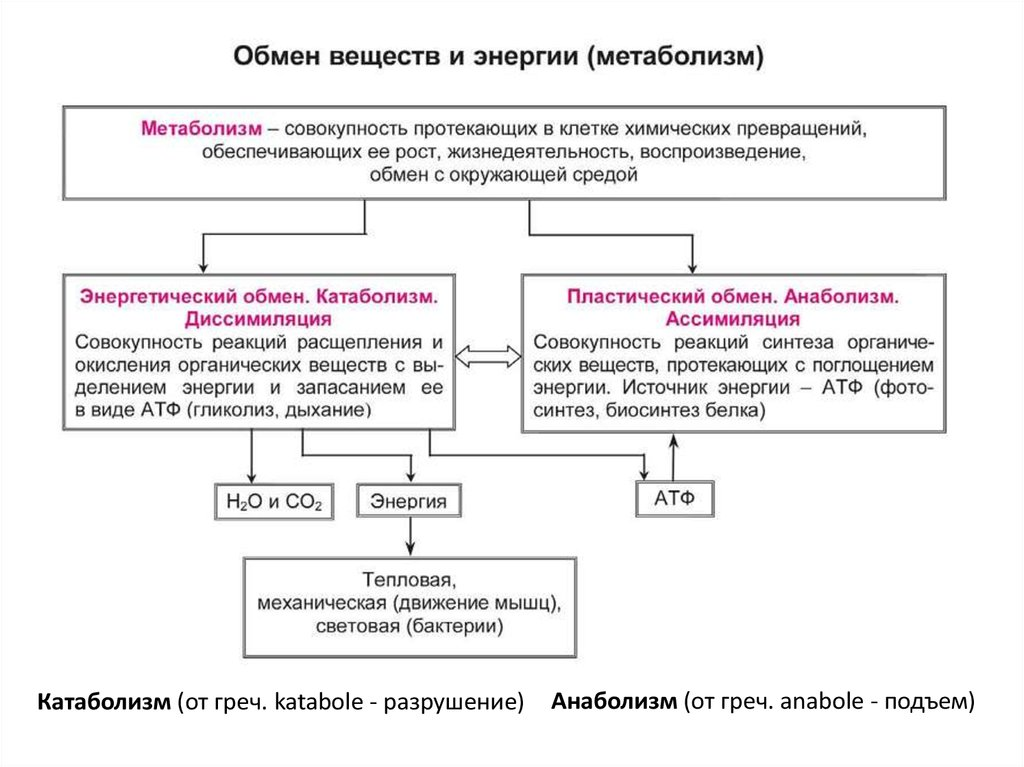 Обмен веществ и энергии (метаболизм)
Метаболизм – совокупность протекающих в клетке химических превращений,
обеспечивающих ее рост, жизнедеятельность, воспроизведение,
обмен с окружающей средой
Энергетический обмен. Катаболизм.
Диссимиляция
Совокупность реакций расщепления и
окисления органических веществ с вы-
делением энергии и запасанием ее
в виде АТФ (гликолиз, дыхание)
Пластический обмен. Анаболизм.
Ассимиляция
Совокупность реакций синтеза органиче-
ских веществ, протекающих с поглощением
энергии. Источник энергии – АТФ (фото-
синтез, биосинтез белка)
H₂O и CO₂
Энергия
АТФ
Тепловая,
механическая (движение мышц),
световая (бактерии)
Катаболизм (от греч. katabole - разрушение)
Анаболизм (от греч. anabole - подъем)